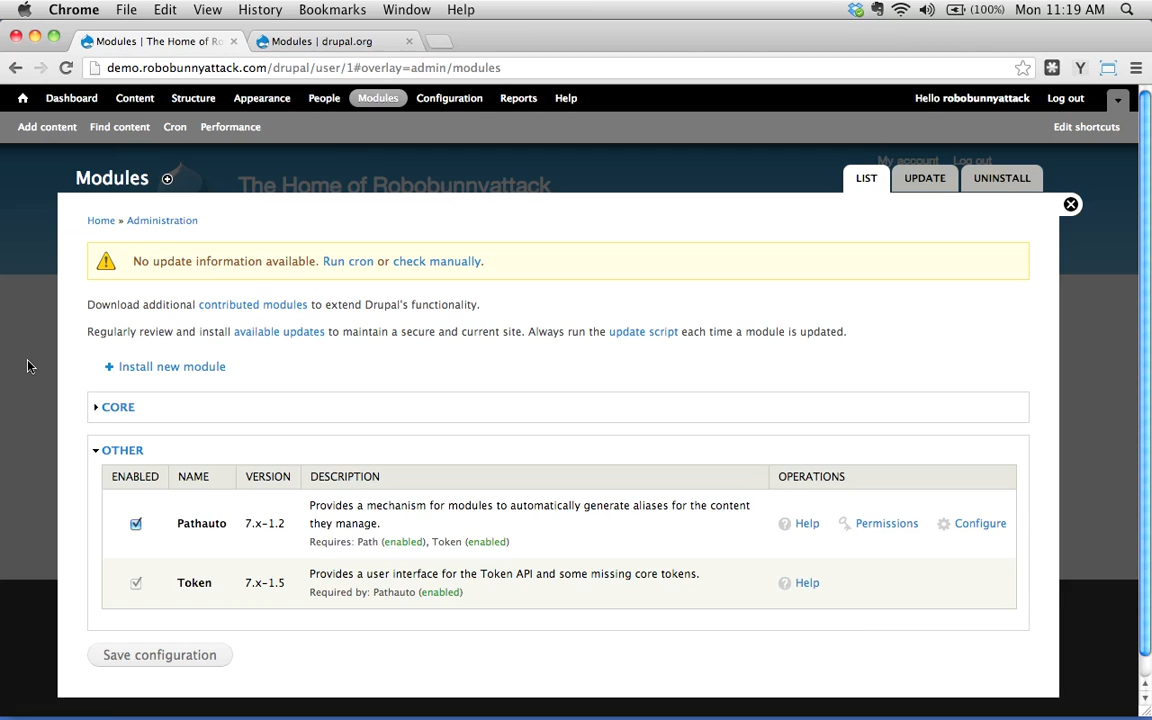 Chrome File Edit View History Bookmarks Window Help (100%) Mon 11:19 AM
Modules | The Home of Ro Modules | drupal.org
demo.robobunnyattack.com/drupal/user/1#overlay=admin/modules
Dashboard Content Structure Appearance People Modules Configuration Reports Help Hello robobunnyattack Log out
Add content Find content Cron Performance Edit shortcuts
My account Log out
Modules The Home of Robobunnyattack LIST UPDATE UNINSTALL
Home » Administration
No update information available. Run cron or check manually.
Download additional contributed modules to extend Drupal's functionality.
Regularly review and install available updates to maintain a secure and current site. Always run the update script each time a module is updated.
+ Install new module
CORE
OTHER
ENABLED NAME VERSION DESCRIPTION OPERATIONS
Provides a mechanism for modules to automatically generate aliases for the content
Pathauto 7.x-1.2 they manage. Help Permissions Configure
Requires: Path (enabled), Token (enabled)
Token 7.x-1.5 Provides a user interface for the Token API and some missing core tokens. Help
Required by: Pathauto (enabled)
Save configuration